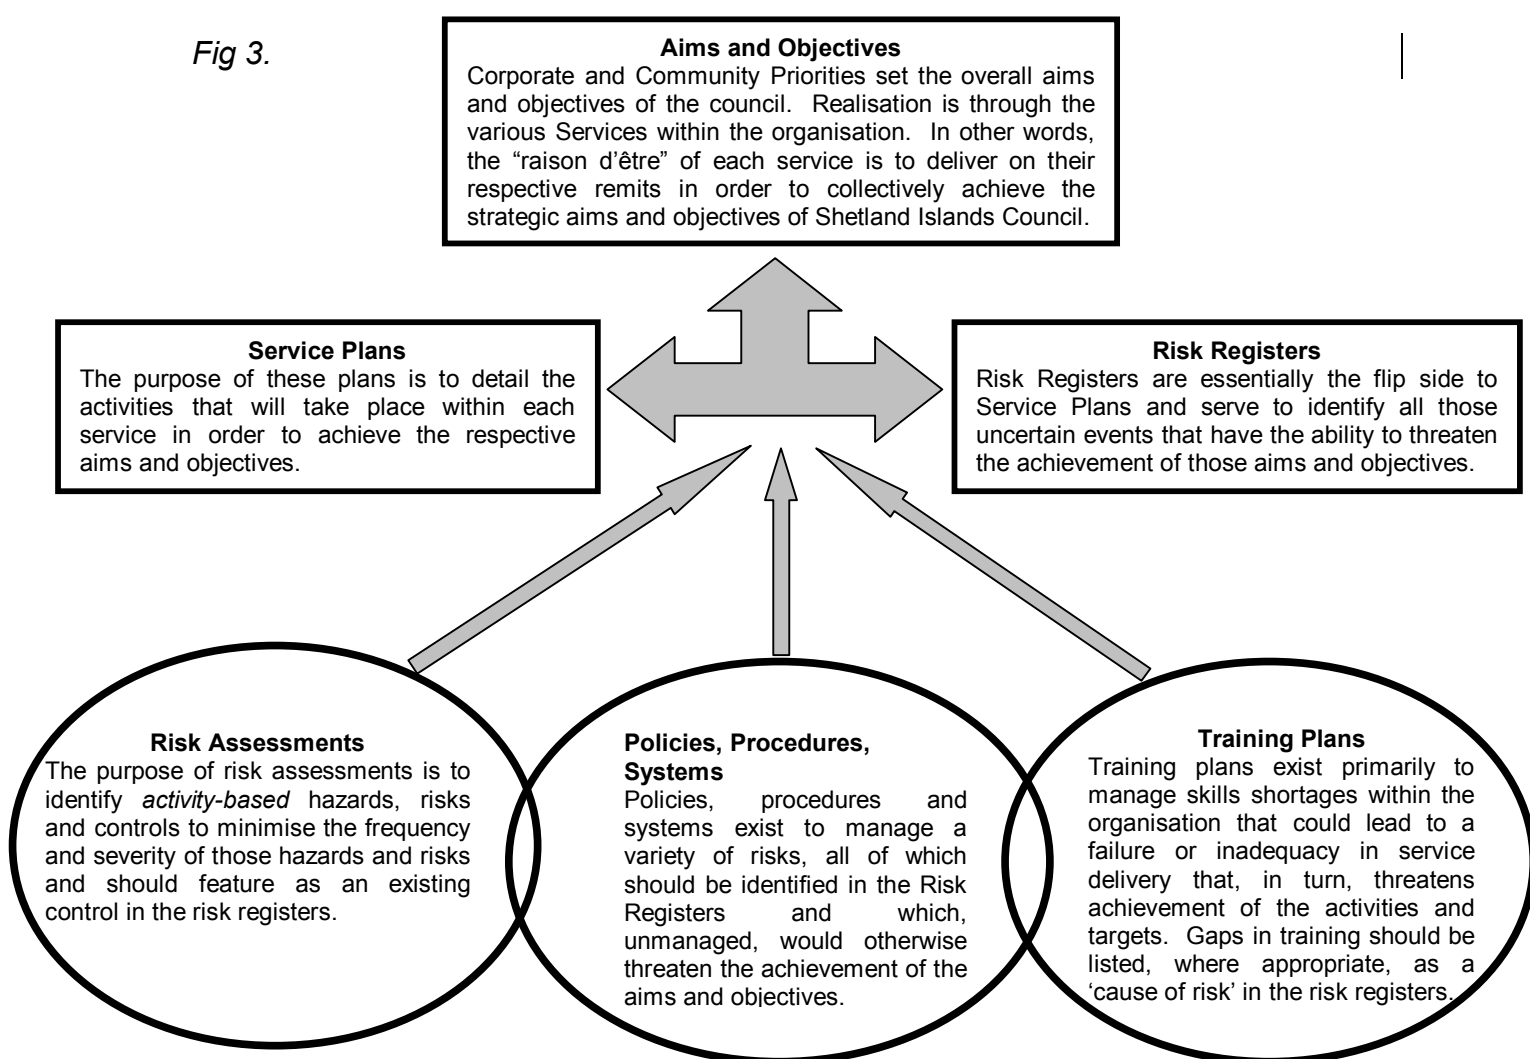 Fig 3.
Aims and Objectives
Corporate and Community Priorities set the overall aims
and objectives of the council. Realisation is through the
various Services within the organisation. In other words,
the “raison d’être” of each service is to deliver on their
respective remits in order to collectively achieve the
strategic aims and objectives of Shetland Islands Council.
Service Plans
The purpose of these plans is to detail the
activities that will take place within each
service in order to achieve the respective
aims and objectives.
Risk Registers
Risk Registers are essentially the flip side to
Service Plans and serve to identify all those
uncertain events that have the ability to threaten
the achievement of those aims and objectives.
Risk Assessments
The purpose of risk assessments is to
identify activity-based hazards, risks
and controls to minimise the frequency
and severity of those hazards and risks
and should feature as an existing
control in the risk registers.
Policies, Procedures,
Systems
Policies, procedures and
systems exist to manage a
variety of risks, all of which
should be identified in the Risk
Registers and which,
unmanaged, would otherwise
threaten the achievement of the
aims and objectives.
Training Plans
Training plans exist primarily to
manage skills shortages within the
organisation that could lead to a
failure or inadequacy in service
delivery that, in turn, threatens
achievement of the activities and
targets. Gaps in training should be
listed, where appropriate, as a
‘cause of risk’ in the risk registers.